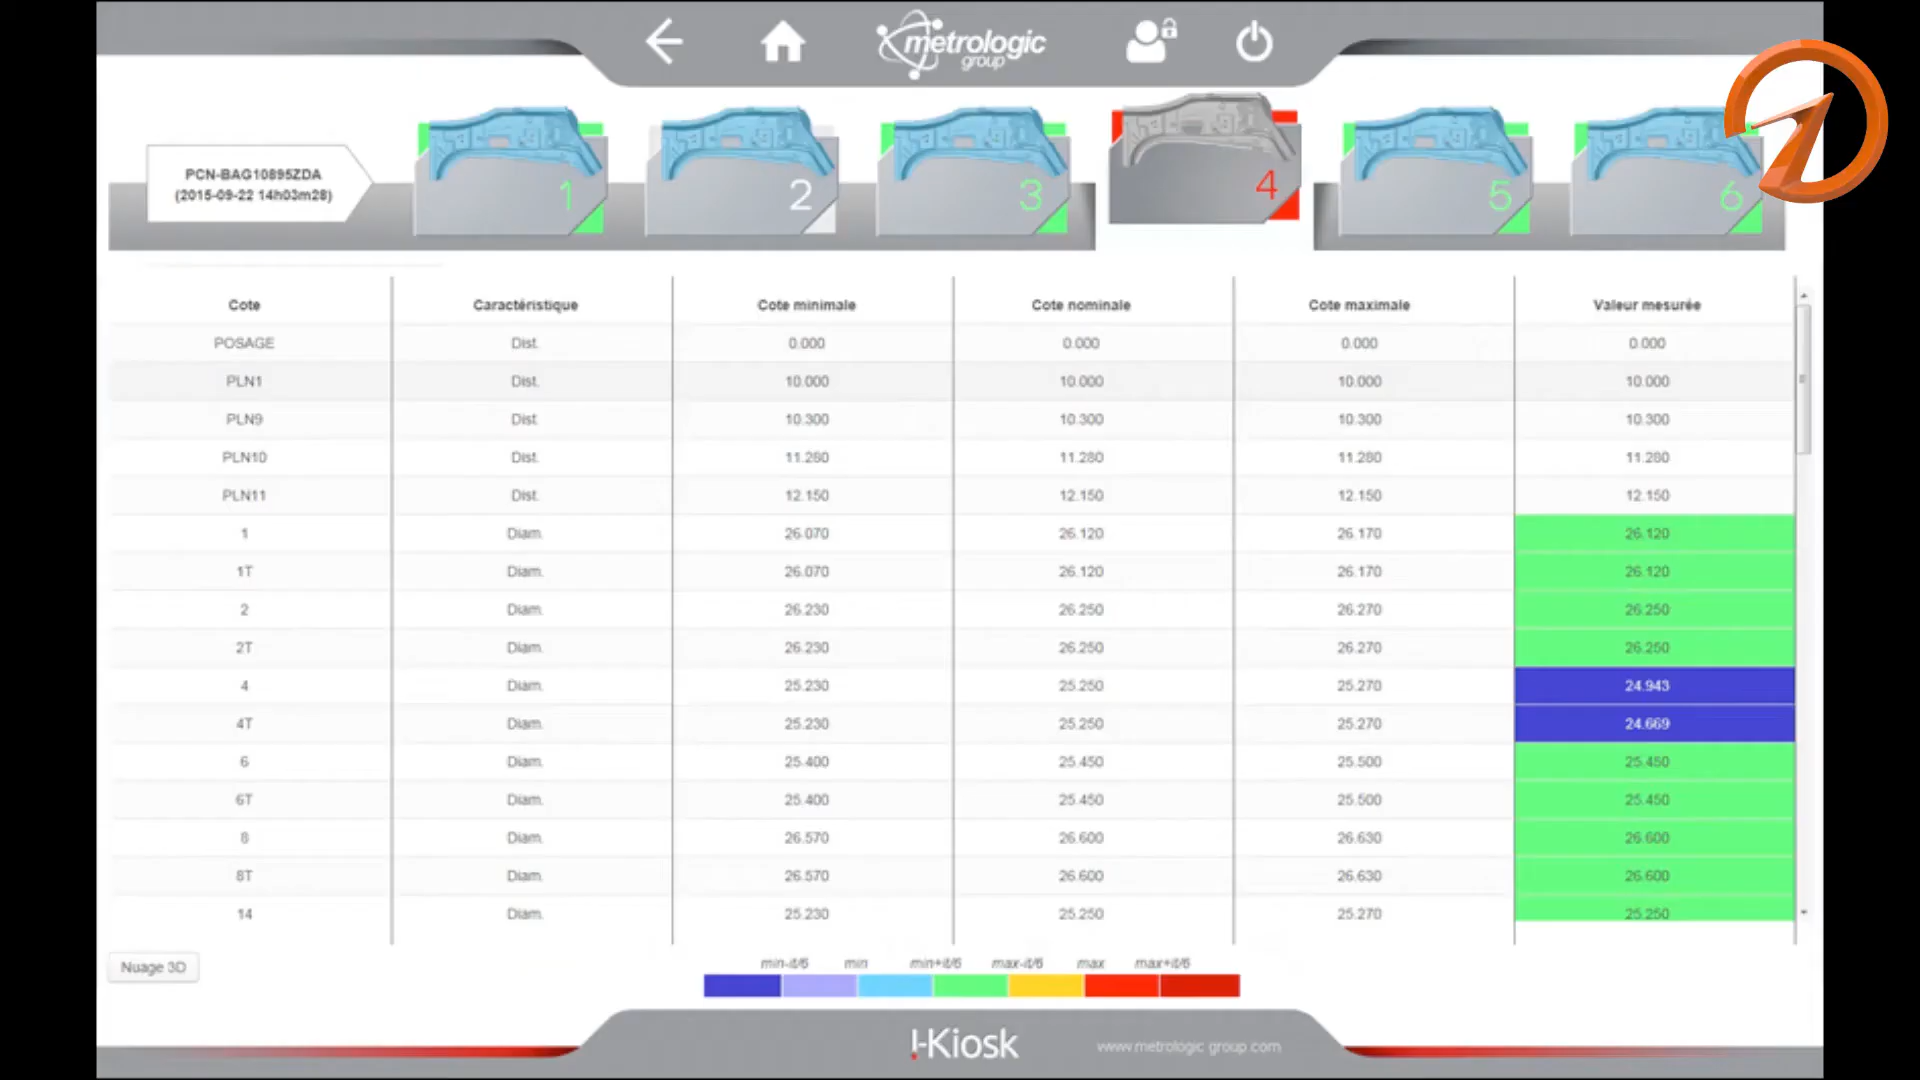 metrologic
group
PCN-BAG10895ZDA
(2015-09-22 14h03m28)
1 2 3 4 5 6
Cote Caractéristique Cote minimale Cote nominale Cote maximale Valeur mesurée
POSAGE Dist. 0.000 0.000 0.000 0.000
PLN1 Dist. 10.000 10.000 10.000 10.000
PLN9 Dist. 10.300 10.300 10.300 10.300
PLN10 Dist. 11.280 11.280 11.280 11.280
PLN11 Dist. 12.150 12.150 12.150 12.150
1 Diam. 26.070 26.120 26.170 26.120
1T Diam. 26.070 26.120 26.170 26.120
2 Diam. 26.230 26.250 26.270 26.250
2T Diam. 26.230 26.250 26.270 26.250
4 Diam. 25.230 25.250 25.270 24.943
4T Diam. 25.230 25.250 25.270 24.669
6 Diam. 25.400 25.450 25.500 25.450
6T Diam. 25.400 25.450 25.500 25.450
8 Diam. 26.570 26.600 26.630 26.600
8T Diam. 26.570 26.600 26.630 26.600
14 Diam. 25.230 25.250 25.270 25.250
Nuage 3D
min-it/6 min min+it/6 max-it/6 max max+it/6
I-Kiosk
www.metrologic group.com